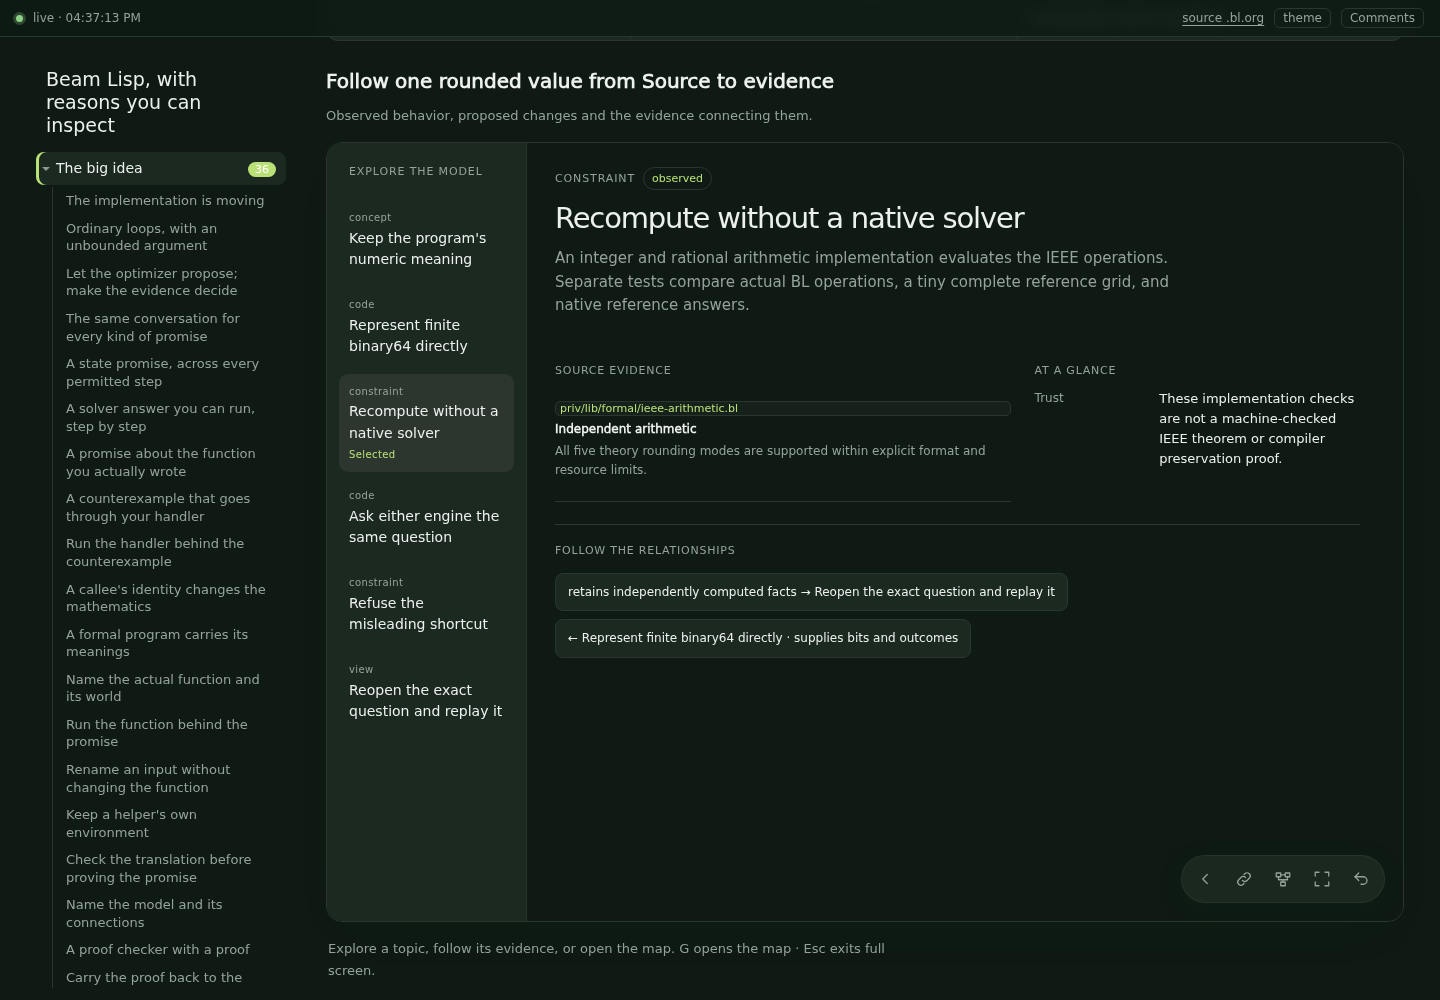 live · 04:37:13 PM
source .bl.org
theme
Comments
Beam Lisp, with
reasons you can
inspect
The big idea
36
The implementation is moving
Ordinary loops, with an
unbounded argument
Let the optimizer propose;
make the evidence decide
The same conversation for
every kind of promise
A state promise, across every
permitted step
A solver answer you can run,
step by step
A promise about the function
you actually wrote
A counterexample that goes
through your handler
Run the handler behind the
counterexample
A callee's identity changes the
mathematics
A formal program carries its
meanings
Name the actual function and
its world
Run the function behind the
promise
Rename an input without
changing the function
Keep a helper's own
environment
Check the translation before
proving the promise
Name the model and its
connections
A proof checker with a proof
Carry the proof back to the
Follow one rounded value from Source to evidence
Observed behavior, proposed changes and the evidence connecting them.
EXPLORE THE MODEL
concept
Keep the program's
numeric meaning
code
Represent finite
binary64 directly
constraint
Recompute without a
native solver
Selected
code
Ask either engine the
same question
constraint
Refuse the
misleading shortcut
view
Reopen the exact
question and replay it
CONSTRAINT
observed
Recompute without a native solver
An integer and rational arithmetic implementation evaluates the IEEE operations.
Separate tests compare actual BL operations, a tiny complete reference grid, and
native reference answers.
SOURCE EVIDENCE
priv/lib/formal/ieee-arithmetic.bl
Independent arithmetic
All five theory rounding modes are supported within explicit format and
resource limits.
AT A GLANCE
Trust
These implementation checks
are not a machine-checked
IEEE theorem or compiler
preservation proof.
FOLLOW THE RELATIONSHIPS
retains independently computed facts → Reopen the exact question and replay it
← Represent finite binary64 directly · supplies bits and outcomes
Explore a topic, follow its evidence, or open the map. G opens the map · Esc exits full
screen.